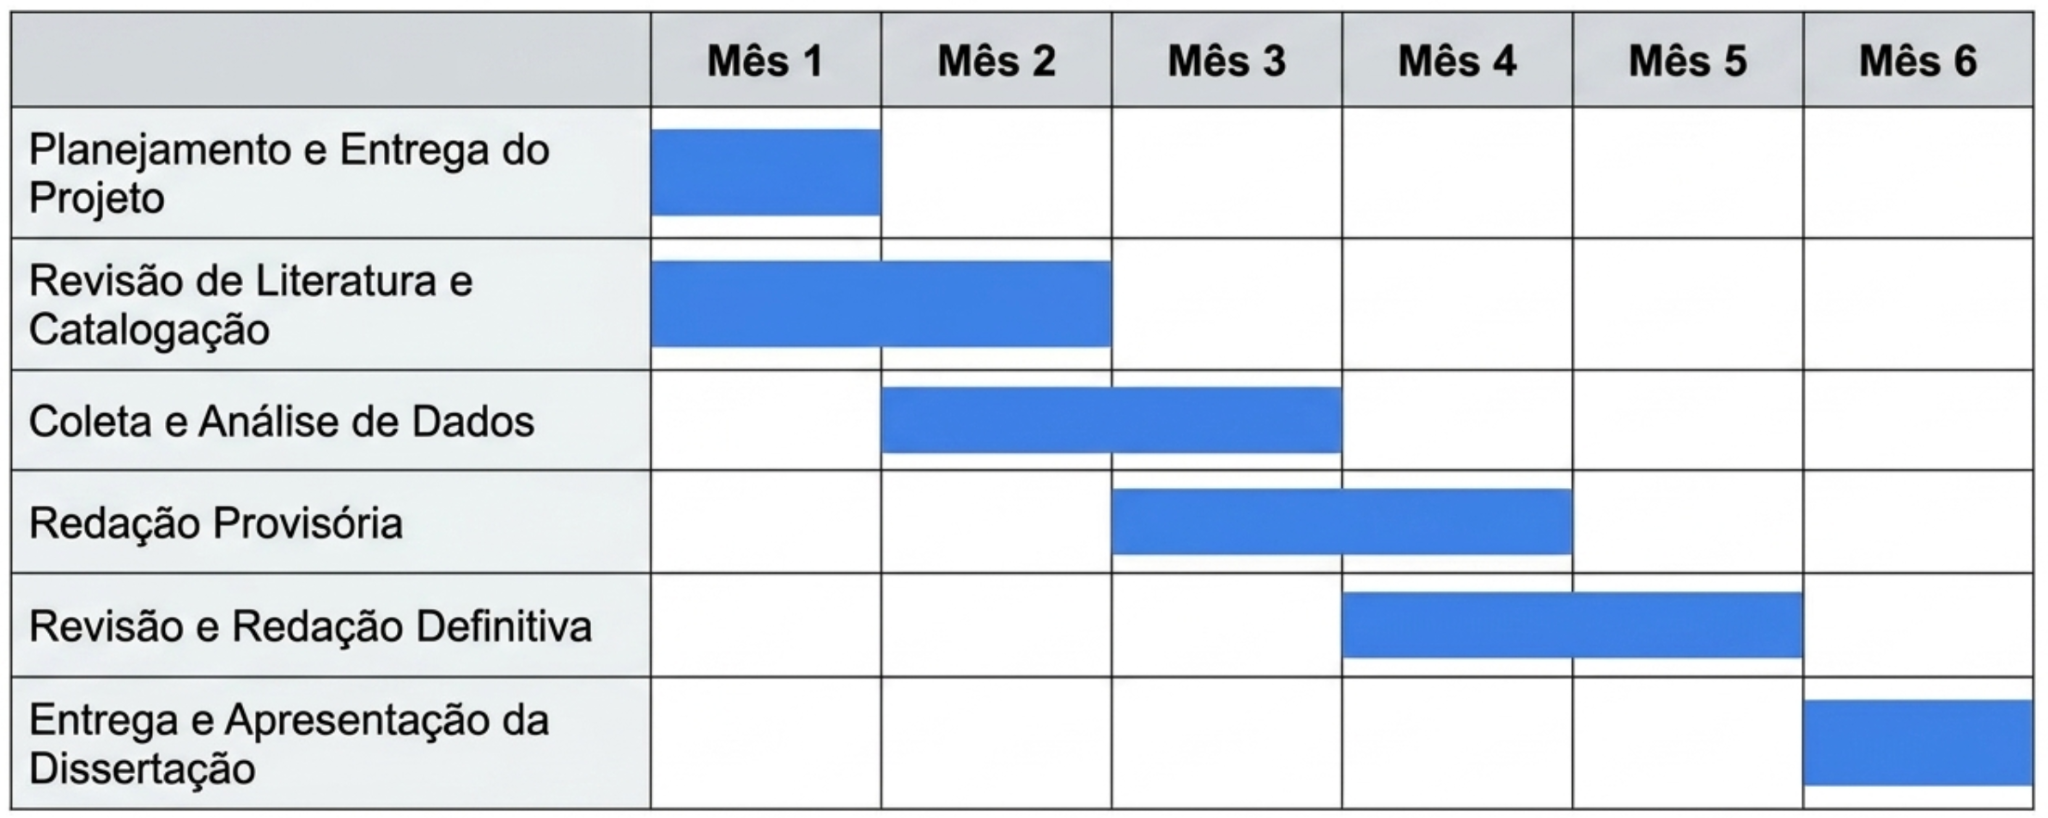 Mês 1 Mês 2 Mês 3 Mês 4 Mês 5 Mês 6
Planejamento e Entrega do
Projeto
Revisão de Literatura e
Catalogação
Coleta e Análise de Dados
Redação Provisória
Revisão e Redação Definitiva
Entrega e Apresentação da
Dissertação